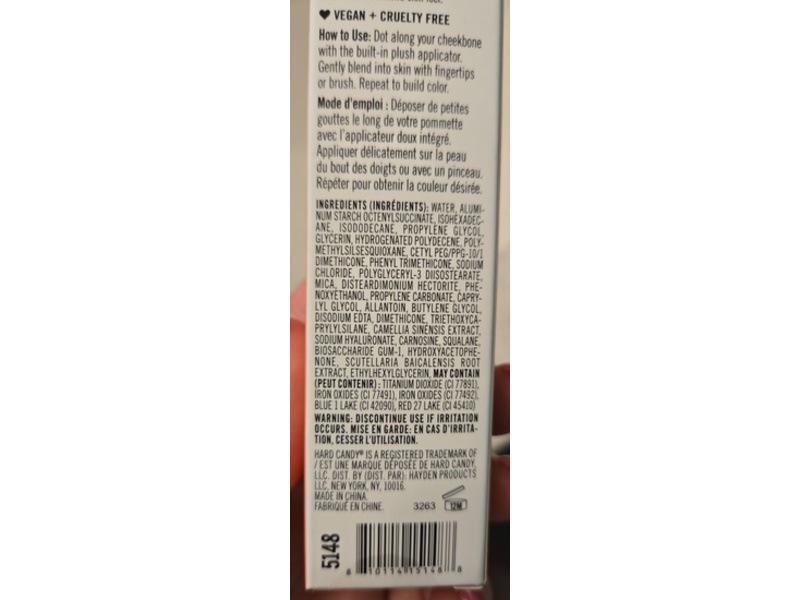 ♥ VEGAN + CRUELTY FREE
How to Use: Dot along your cheekbone
with the built-in plush applicator.
Gently blend into skin with fingertips
or brush. Repeat to build color.
Mode d'emploi : Déposer de petites
gouttes le long de votre pommette
avec l'applicateur doux intégré.
Appliquer délicatement sur la peau
du bout des doigts ou avec un pinceau.
Répéter pour obtenir la couleur désirée.
INGREDIENTS (INGRÉDIENTS): WATER, ALUMI-
NUM STARCH OCTENYLSUCCINATE, ISOHEXADEC-
ANE, ISODODECANE, PROPYLENE GLYCOL,
GLYCERIN, HYDROGENATED POLYDECENE, POLY-
METHYLSILSESQUIOXANE, CETYL PEG/PPG-10/1
DIMETHICONE, PHENYL TRIMETHICONE, SODIUM
CHLORIDE, POLYGLYCERYL-3 DIISOSTEARATE,
MICA, DISTEARDIMONIUM HECTORITE, PHE-
NOXYETHANOL, PROPYLENE CARBONATE, CAPRY-
LYL GLYCOL, ALLANTOIN, BUTYLENE GLYCOL,
DISODIUM EDTA, DIMETHICONE, TRIETHOXYCA-
PRYLYLSILANE, CAMELLIA SINENSIS EXTRACT,
SODIUM HYALURONATE, CARNOSINE, SQUALANE,
BIOSACCHARIDE GUM-1, HYDROXYACETOPHE-
NONE, SCUTELLARIA BAICALENSIS ROOT
EXTRACT, ETHYLHEXYLGLYCERIN. MAY CONTAIN
(PEUT CONTENIR) : TITANIUM DIOXIDE (CI 77891),
IRON OXIDES (CI 77491), IRON OXIDES (CI 77492),
BLUE 1 LAKE (CI 42090), RED 27 LAKE (CI 45410)
WARNING: DISCONTINUE USE IF IRRITATION
OCCURS. MISE EN GARDE: EN CAS D'IRRITA-
TION, CESSER L'UTILISATION.
HARD CANDY® IS A REGISTERED TRADEMARK OF
/ EST UNE MARQUE DÉPOSÉE DE HARD CANDY,
LLC. DIST. BY (DIST. PAR): HAYDEN PRODUCTS
LLC, NEW YORK, NY, 10016.
MADE IN CHINA.
FABRIQUÉ EN CHINE.
3263
12M
5148
8 10114 15148 8